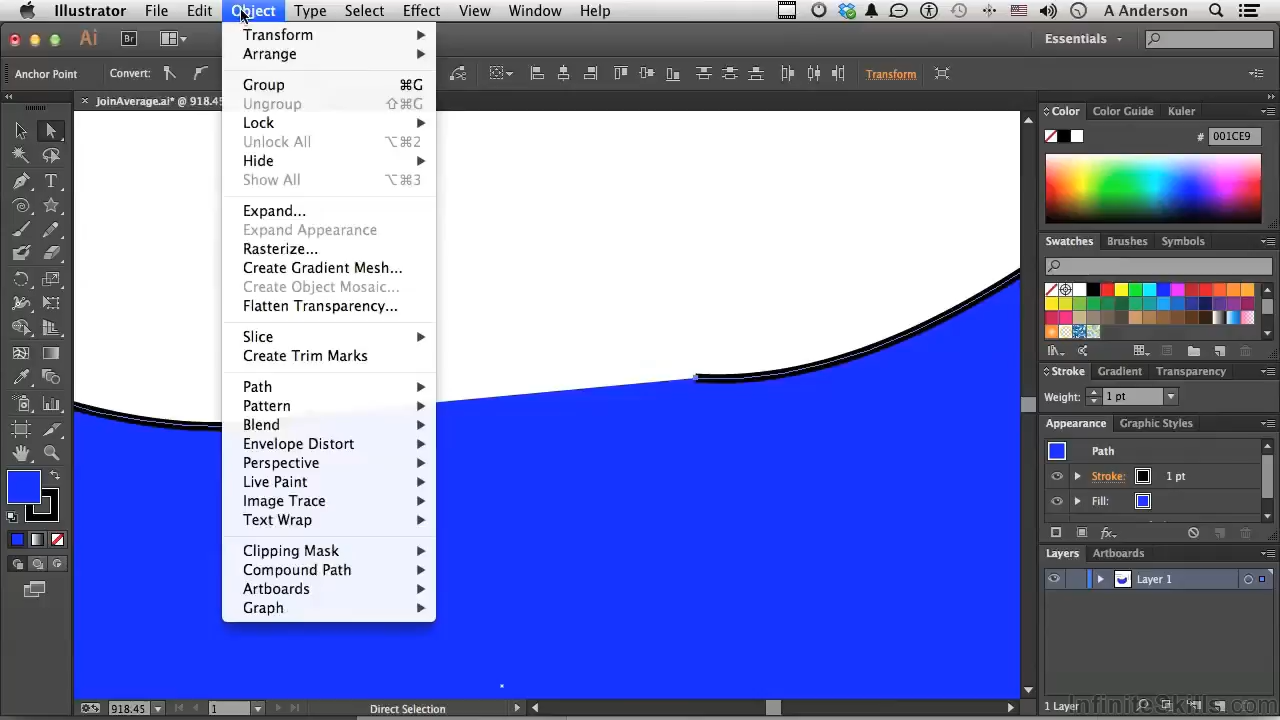 Illustrator File Edit Object Type Select Effect View Window Help A Anderson
Ai Br Essentials
Anchor Point Convert: Transform
JoinAverage.ai* @ 918.45
Transform
Arrange
Group ⌘G
Ungroup ⇧⌘G
Lock
Unlock All ⌥⌘2
Hide
Show All ⌥⌘3
Expand...
Expand Appearance
Rasterize...
Create Gradient Mesh...
Create Object Mosaic...
Flatten Transparency...
Slice
Create Trim Marks
Path
Pattern
Blend
Envelope Distort
Perspective
Live Paint
Image Trace
Text Wrap
Clipping Mask
Compound Path
Artboards
Graph
Color Color Guide Kuler
# 001CE9
Swatches Brushes Symbols
Stroke Gradient Transparency
Weight: 1 pt
Appearance Graphic Styles
Path
Stroke: 1 pt
Fill:
Layers Artboards
Layer 1
1 Layer
918.45 1 Direct Selection
InfiniteSkills.com